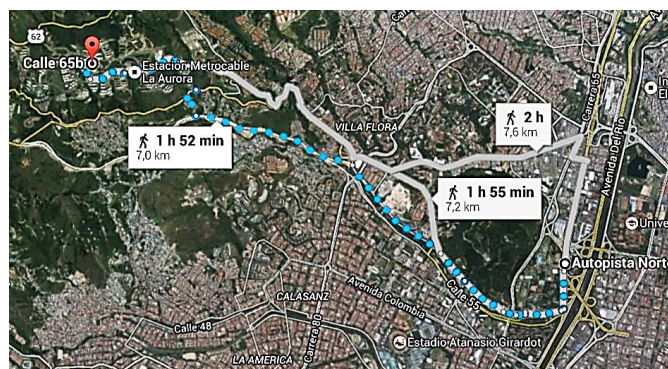 62
Calle 65b
Estación Metrocable
La Aurora
1 h 52 min
7,0 km
VILLA FLORA
2 h
7,6 km
Carrera 65
Avenida Del Río
1 h 55 min
7,2 km
Autopista Nort
Calle 55
Avenida Colombia
CALASANZ
Calle 48
Carrera 80
LA AMERICA
Estadio Atanasio Girardot